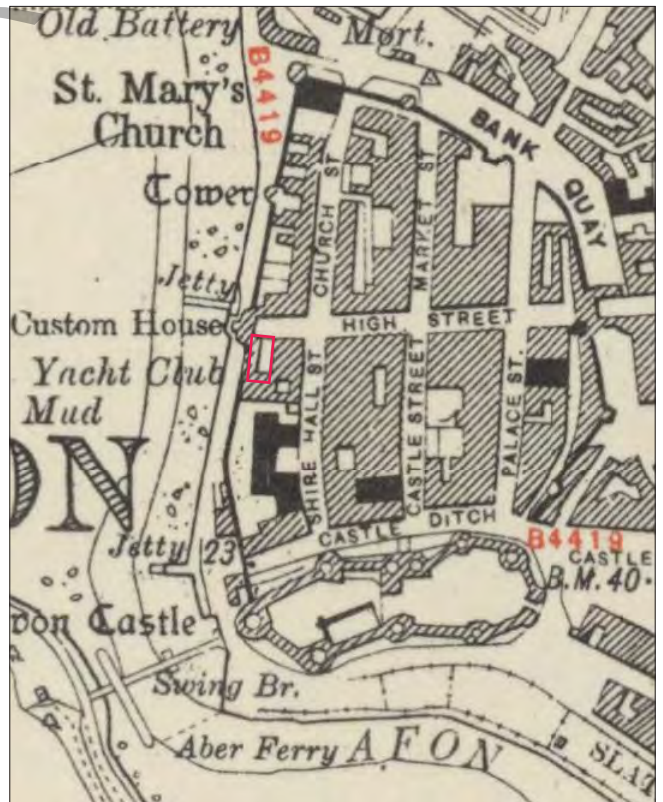 Old Battery
Mort.
B4419
St. Mary's
Church
BANK
QUAY
Tower
CHURCH ST
MARKET ST
Jetty
Custom House
HIGH STREET
Yacht Club
Mud
SHIRE HALL ST
CASTLE STREET
PALACE ST.
ON
CASTLE DITCH
B4419
Jetty 23
CASTLE
B.M. 40
von Castle
Swing Br.
Aber Ferry
AFON
SLAT